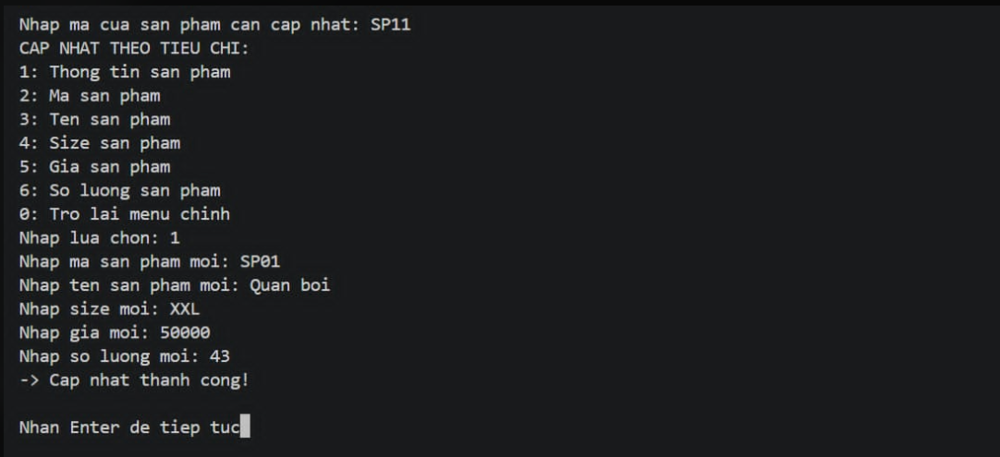 Nhap ma cua san pham can cap nhat: SP11
CAP NHAT THEO TIEU CHI:
1: Thong tin san pham
2: Ma san pham
3: Ten san pham
4: Size san pham
5: Gia san pham
6: So luong san pham
0: Tro lai menu chinh
Nhap lua chon: 1
Nhap ma san pham moi: SP01
Nhap ten san pham moi: Quan boi
Nhap size moi: XXL
Nhap gia moi: 50000
Nhap so luong moi: 43
-> Cap nhat thanh cong!
Nhan Enter de tiep tuc